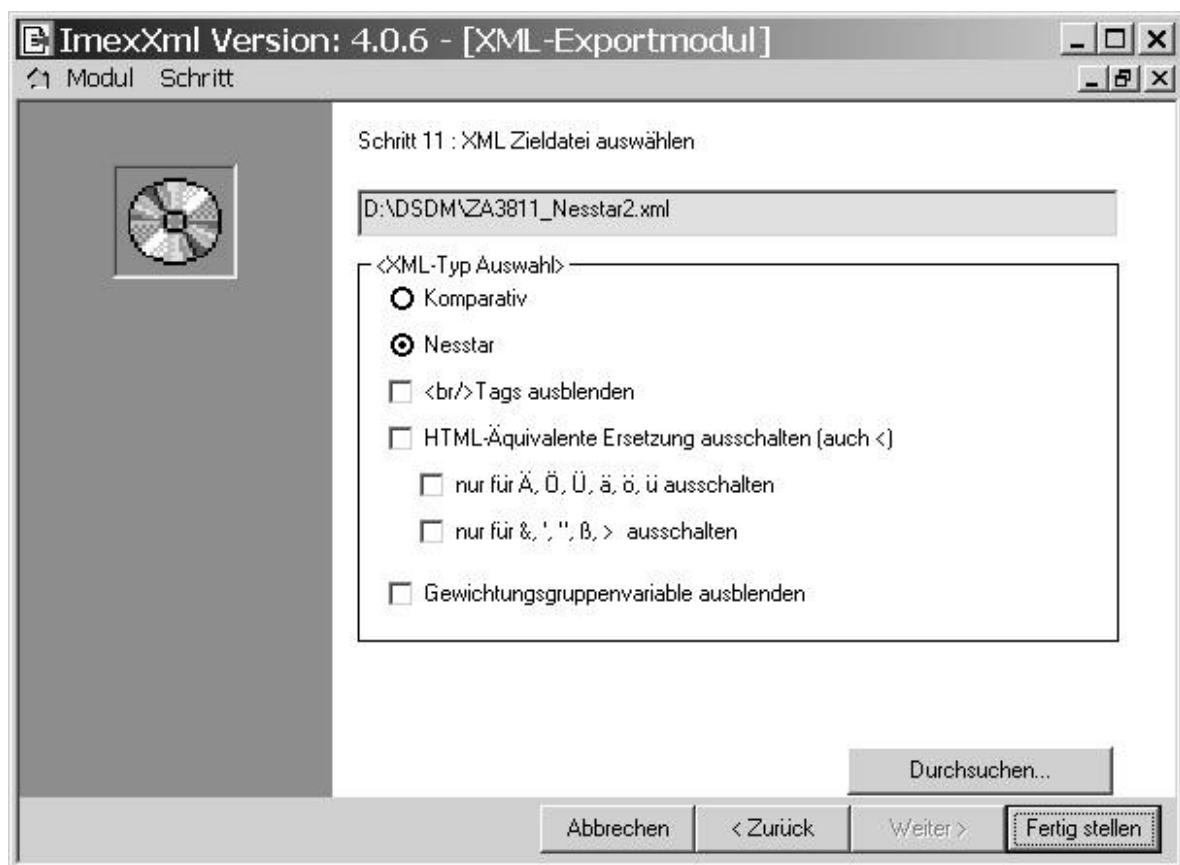 ImexXml Version: 4.0.6 - [XML-Exportmodul]
Modul Schritt
Schritt 11 : XML Zieldatei auswählen
D:\DSDM\ZA3811_Nesstar2.xml
<XML-Typ Auswahl>
Komparativ
Nesstar
<br/>Tags ausblenden
HTML-Äquivalente Ersetzung ausschalten (auch <)
nur für Ä, Ö, Ü, ä, ö, ü ausschalten
nur für &, ', ", ß, > ausschalten
Gewichtungsgruppenvariable ausblenden
Durchsuchen...
Abbrechen < Zurück Weiter > Fertig stellen